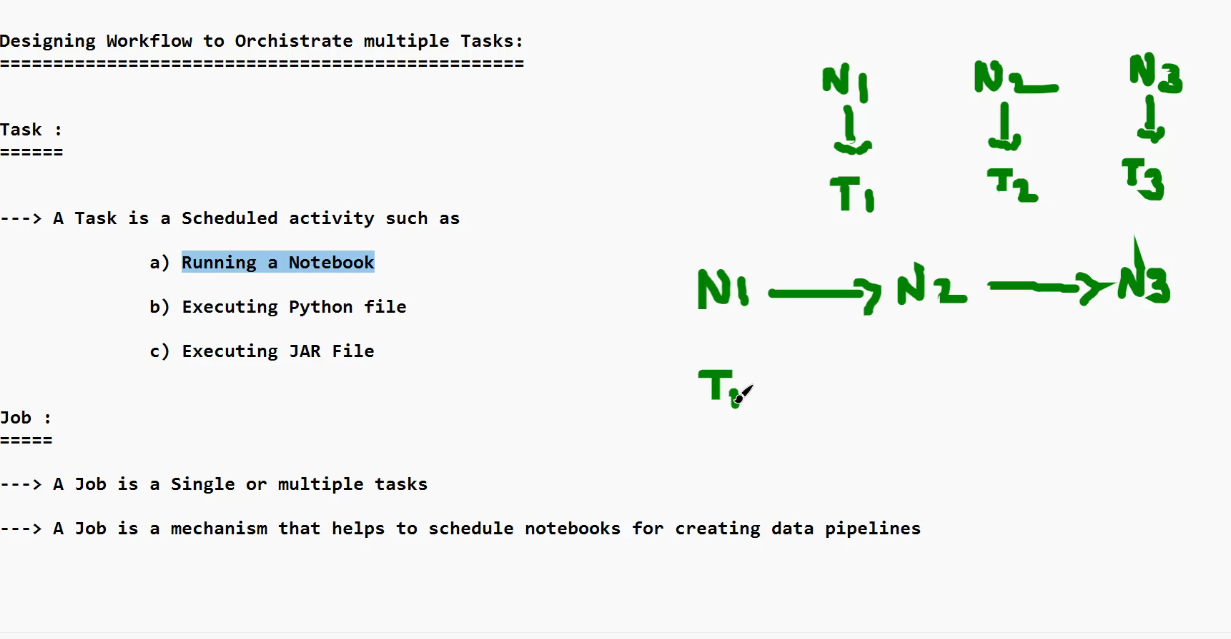 Designing Workflow to Orchistrate multiple Tasks:
=================================================
N1 N2 N3
Task :
======
T1 T2 T3
---> A Task is a Scheduled activity such as
a) Running a Notebook
N1 N2 N3
b) Executing Python file
c) Executing JAR File
T1
Job :
=====
---> A Job is a Single or multiple tasks
---> A Job is a mechanism that helps to schedule notebooks for creating data pipelines